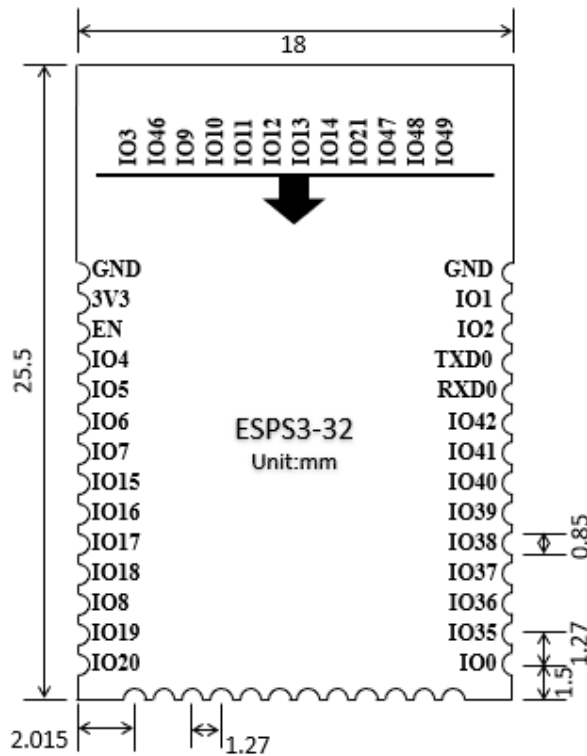 18
IO3 IO46 IO9 IO10 IO11 IO12 IO13 IO14 IO21 IO47 IO48 IO49
GND GND
3V3 IO1
EN IO2
IO4 TXD0
25.5
IO5 RXD0
IO6 IO42
ESPS3-32
IO7 IO41
Unit:mm
IO15 IO40
IO16 IO39
IO17 IO38
0.85
IO18 IO37
IO8 IO36
IO19 IO35
1.27
IO20 IO0
1.5
2.015
1.27